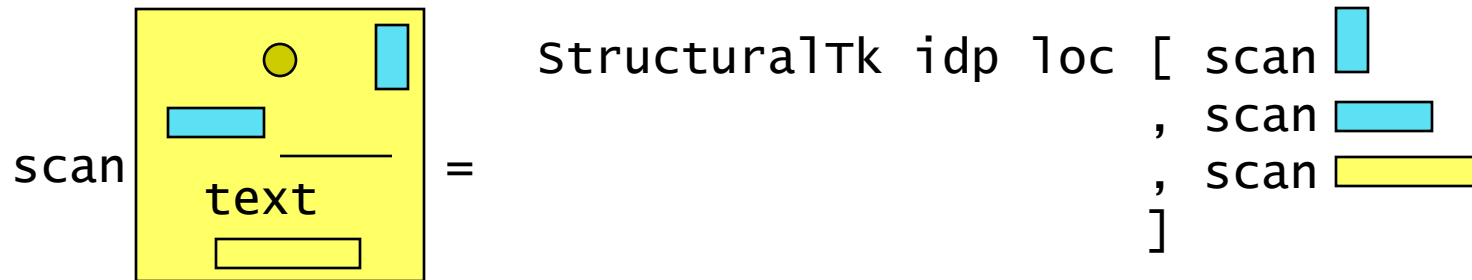 StructuralTk idp loc [ scan
, scan
scan = , scan
text
]